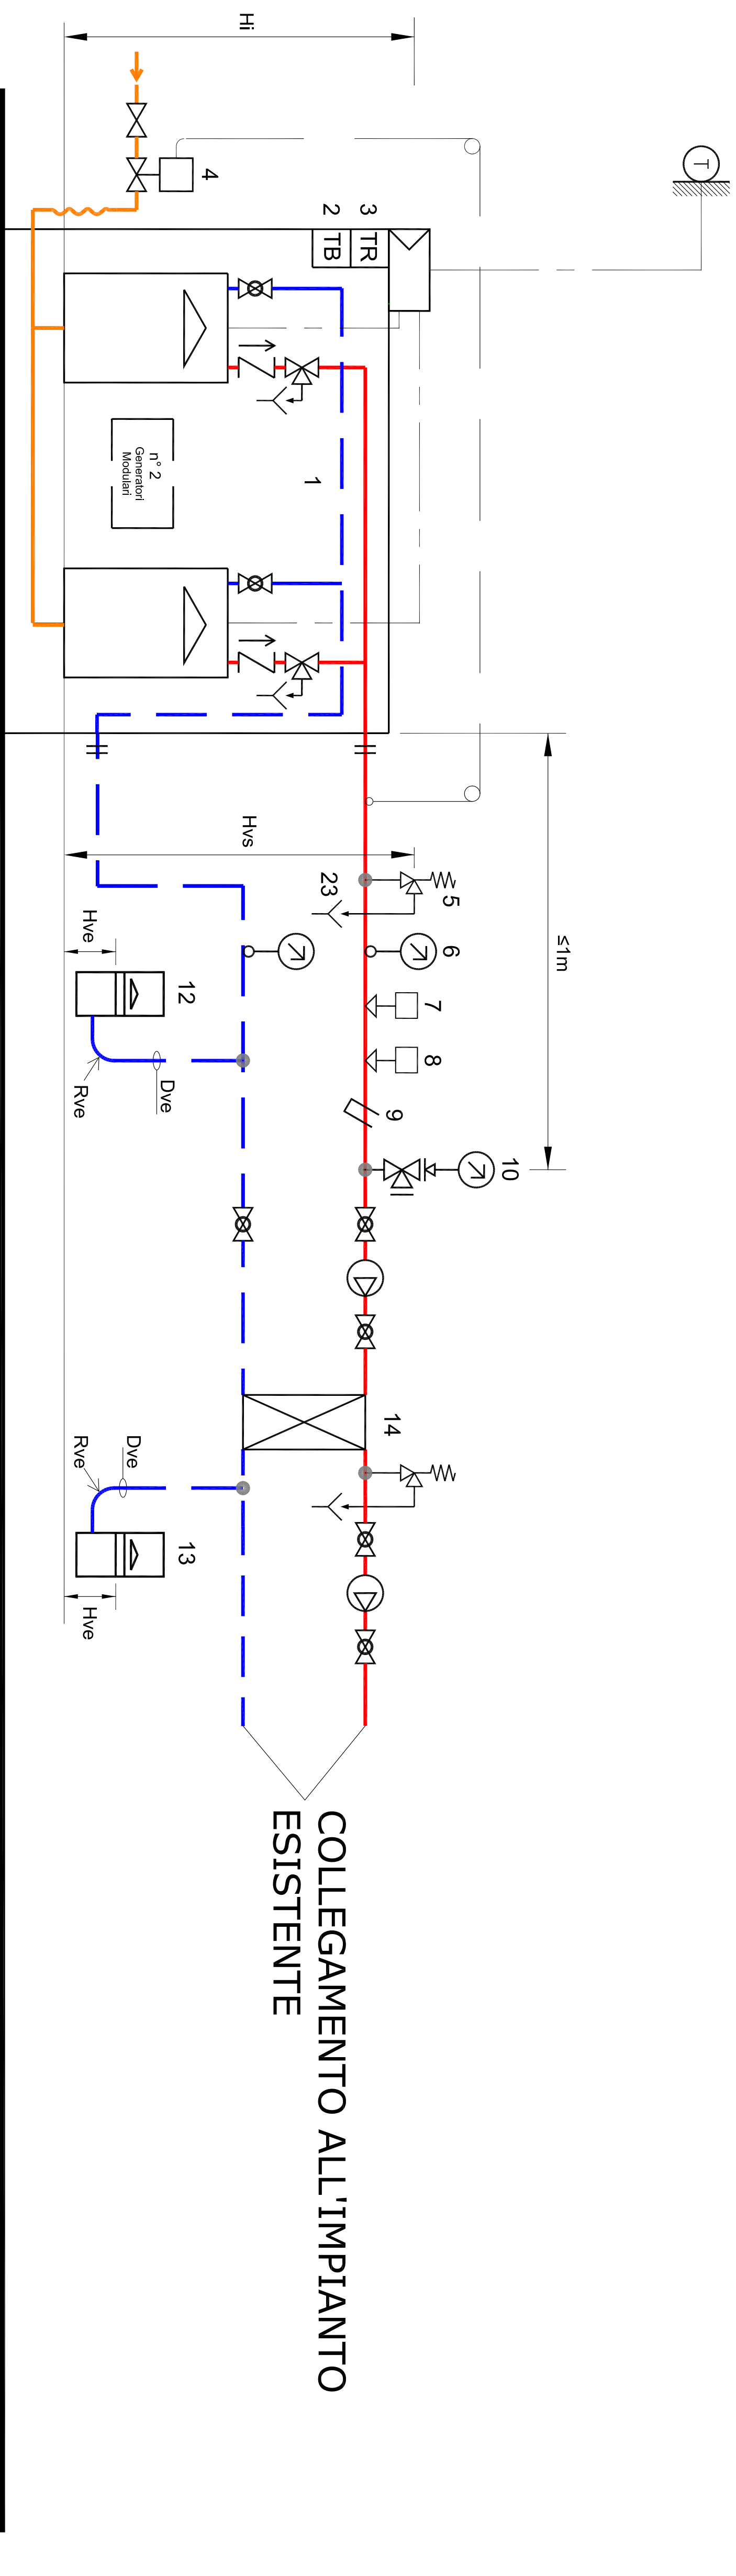 Hi
T
4
3
2
TR
TB
n° 2
Generatori
Modulari
1
≤1m
Hvs
5
23
6
7
8
9
10
Hve
12
Dve
Rve
14
Dve
Rve
13
Hve
COLLEGAMENTO ALL'IMPIANTO
ESISTENTE